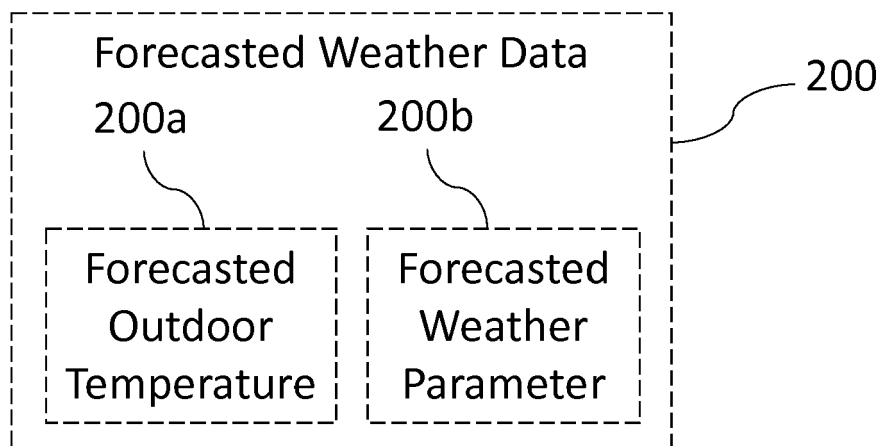 Forecasted Weather Data
200
200a
200b
Forecasted
Outdoor
Temperature
Forecasted
Weather
Parameter